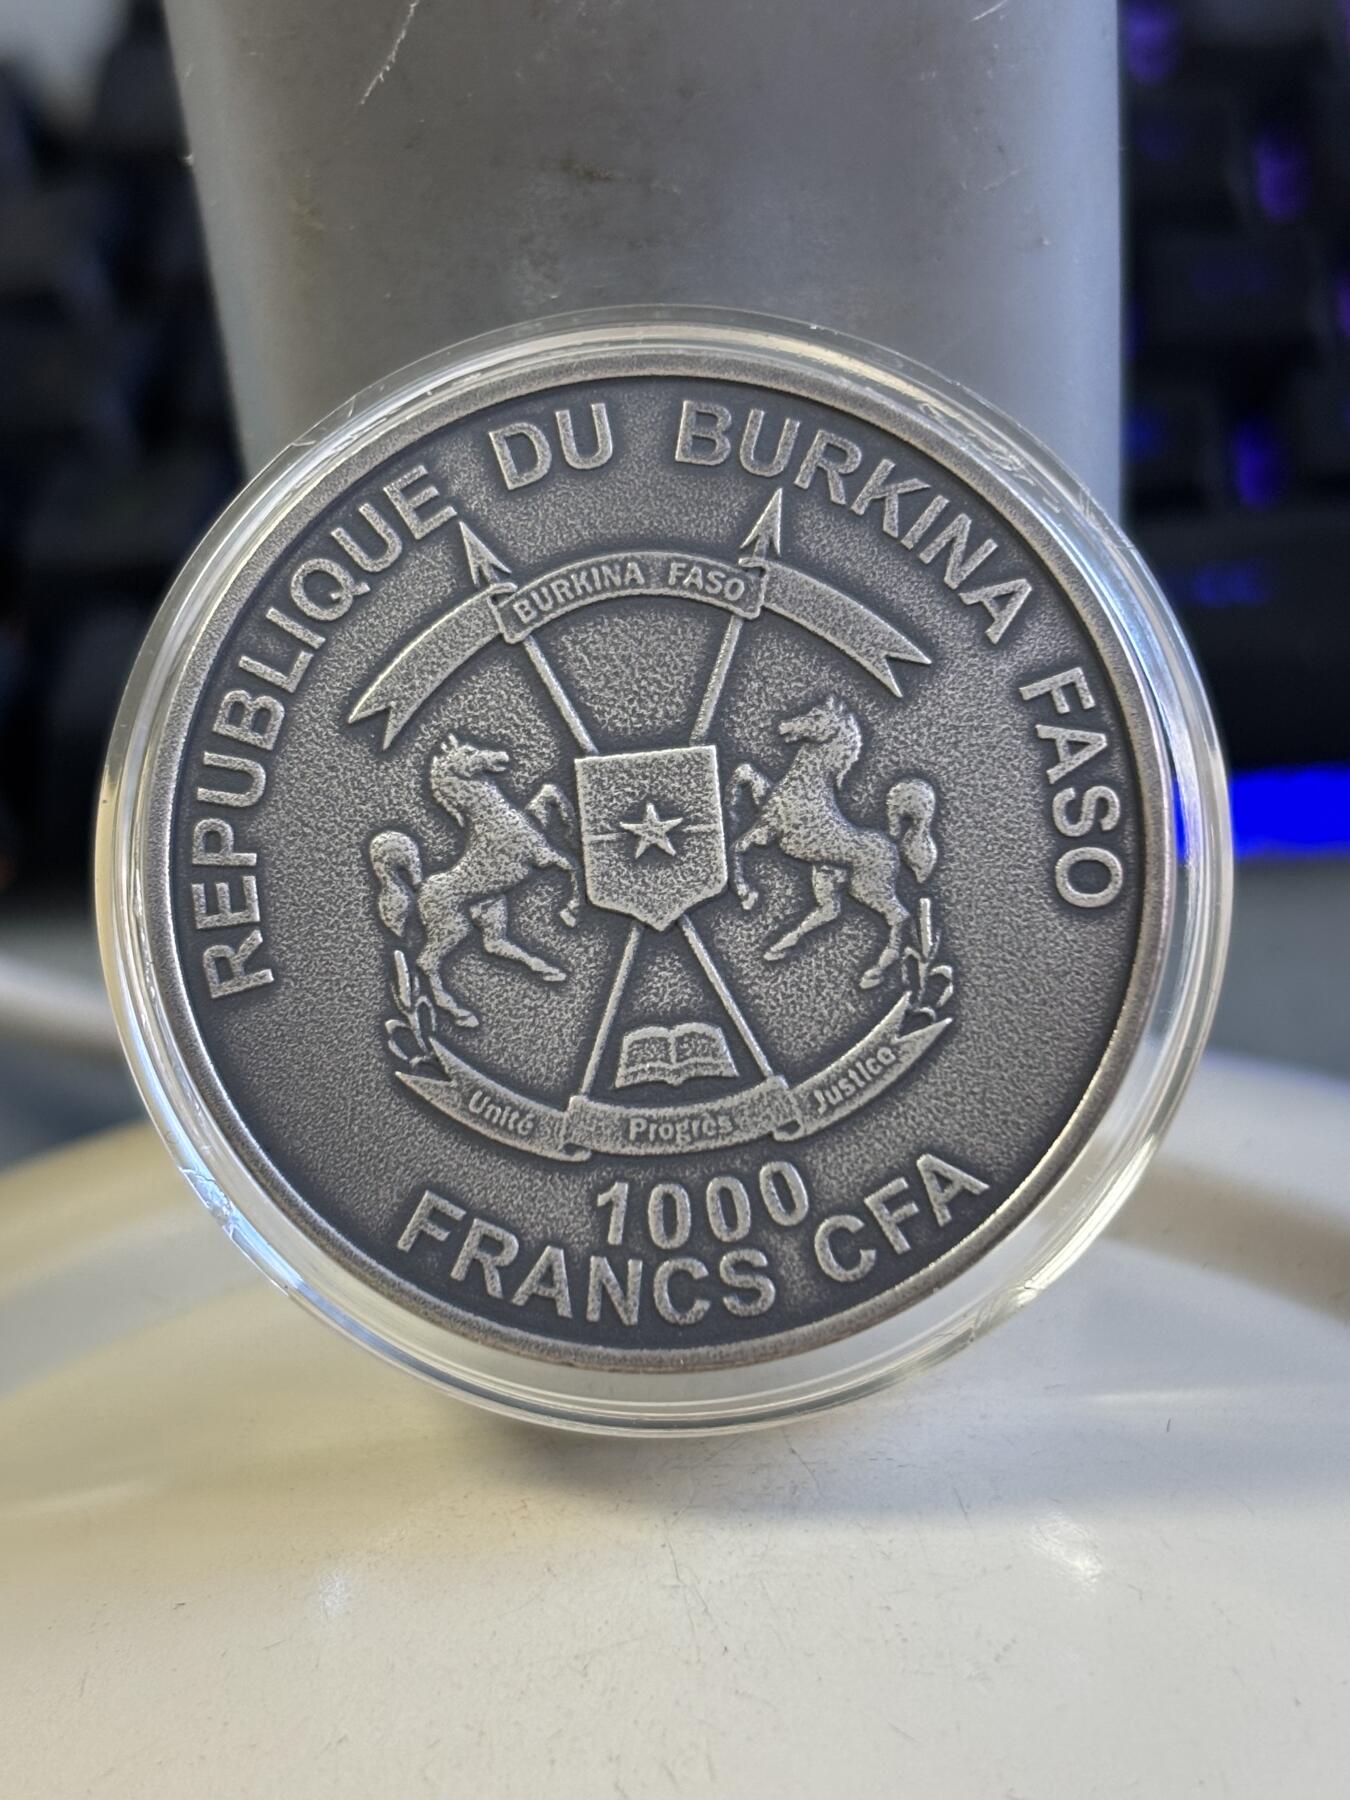 REPUBLIQUE DU BURKINA FASO
BURKINA FASO
Unité Progrès Justice
1000
FRANCS CFA